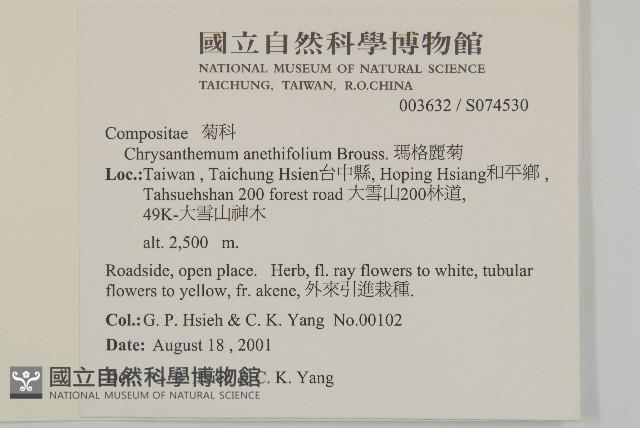 國立自然科學博物館
NATIONAL MUSEUM OF NATURAL SCIENCE
TAICHUNG, TAIWAN, R.O.CHINA
003632 / S074530
Compositae 菊科
Chrysanthemum anethifolium Brouss. 瑪格麗菊
Loc.:Taiwan , Taichung Hsien台中縣, Hoping Hsiang和平鄉 ,
Tahsuehshan 200 forest road 大雪山200林道,
49K-大雪山神木
alt. 2,500 m.
Roadside, open place. Herb, fl. ray flowers to white, tubular
flowers to yellow, fr. akene, 外來引進栽種.
Col.:G. P. Hsieh & C. K. Yang No.00102
Date: August 18 , 2001
& C. K. Yang
國立自然科學博物館
NATIONAL MUSEUM OF NATURAL SCIENCE